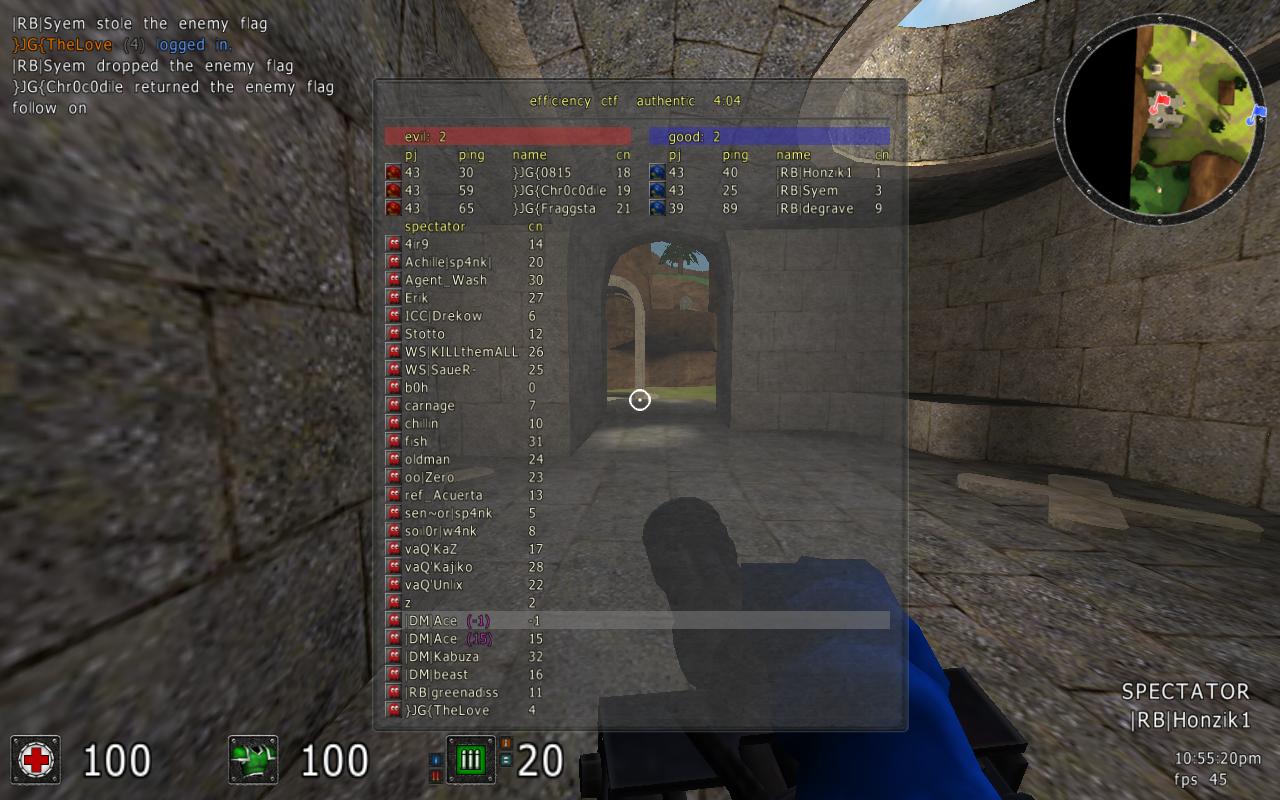 |RB|Syem stole the enemy flag
}JG{TheLove (4) logged in.
|RB|Syem dropped the enemy flag
}JG{Chr0c0dile returned the enemy flag
follow on
efficiency ctf authentic 4:04
evil: 2 good: 2
pj ping name cn pj ping name cn
43 30 }JG{0815 18 43 40 |RB|Honzik1 1
43 59 }JG{Chr0c0dile 19 43 25 |RB|Syem 3
43 65 }JG{Fraggsta 21 39 89 |RB|degrave 9
spectator cn
4ir9 14
Achille|sp4nk| 20
Agent_Wash 30
Erik 27
ICC|Drekow 6
Stotto 12
WS|KILLthemALL 26
WS|SaueR- 25
b0h 0
carnage 7
chillin 10
fish 31
oldman 24
oo|Zero 23
ref_Acuerta 13
sen~or|sp4nk 5
soil0r|w4nk 8
vaQ'KaZ 17
vaQ'Kajiko 28
vaQ'Unlix 22
z 2
|DM|Ace (-1) -1
|DM|Ace (15) 15
|DM|Kabuza 32
|DM|beast 16
|RB|greenadiss 11
}JG{TheLove 4
SPECTATOR
|RB|Honzik1
10:55:20pm
fps 45
100 100 20